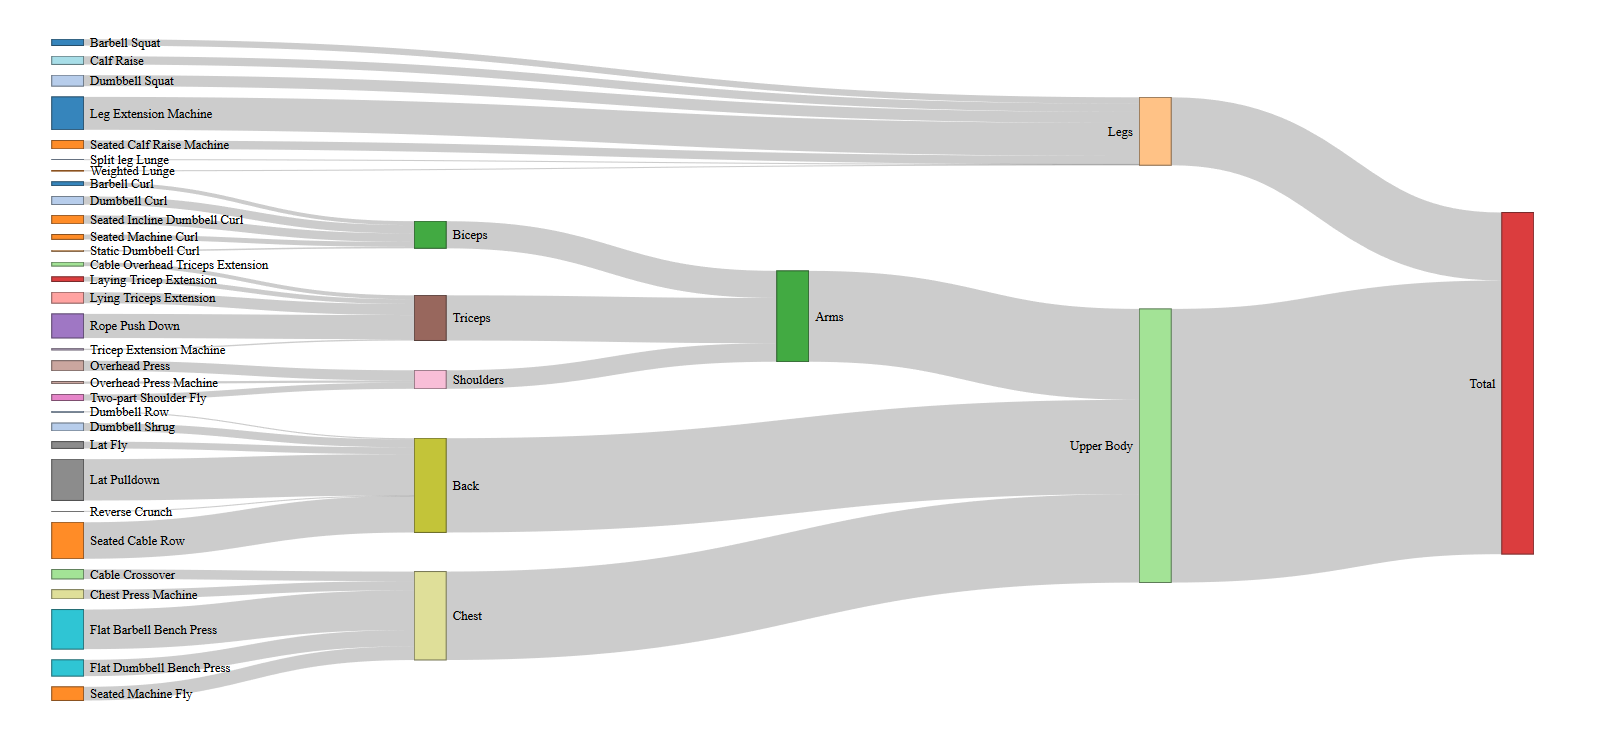 Barbell Squat
Calf Raise
Dumbbell Squat
Leg Extension Machine
Seated Calf Raise Machine
Split leg Lunge
Weighted Lunge
Barbell Curl
Dumbbell Curl
Seated Incline Dumbbell Curl
Seated Machine Curl
Static Dumbbell Curl
Cable Overhead Triceps Extension
Laying Tricep Extension
Lying Triceps Extension
Rope Push Down
Tricep Extension Machine
Overhead Press
Overhead Press Machine
Two-part Shoulder Fly
Dumbbell Row
Dumbbell Shrug
Lat Fly
Lat Pulldown
Reverse Crunch
Seated Cable Row
Cable Crossover
Chest Press Machine
Flat Barbell Bench Press
Flat Dumbbell Bench Press
Seated Machine Fly
Biceps
Triceps
Shoulders
Back
Chest
Arms
Legs
Upper Body
Total